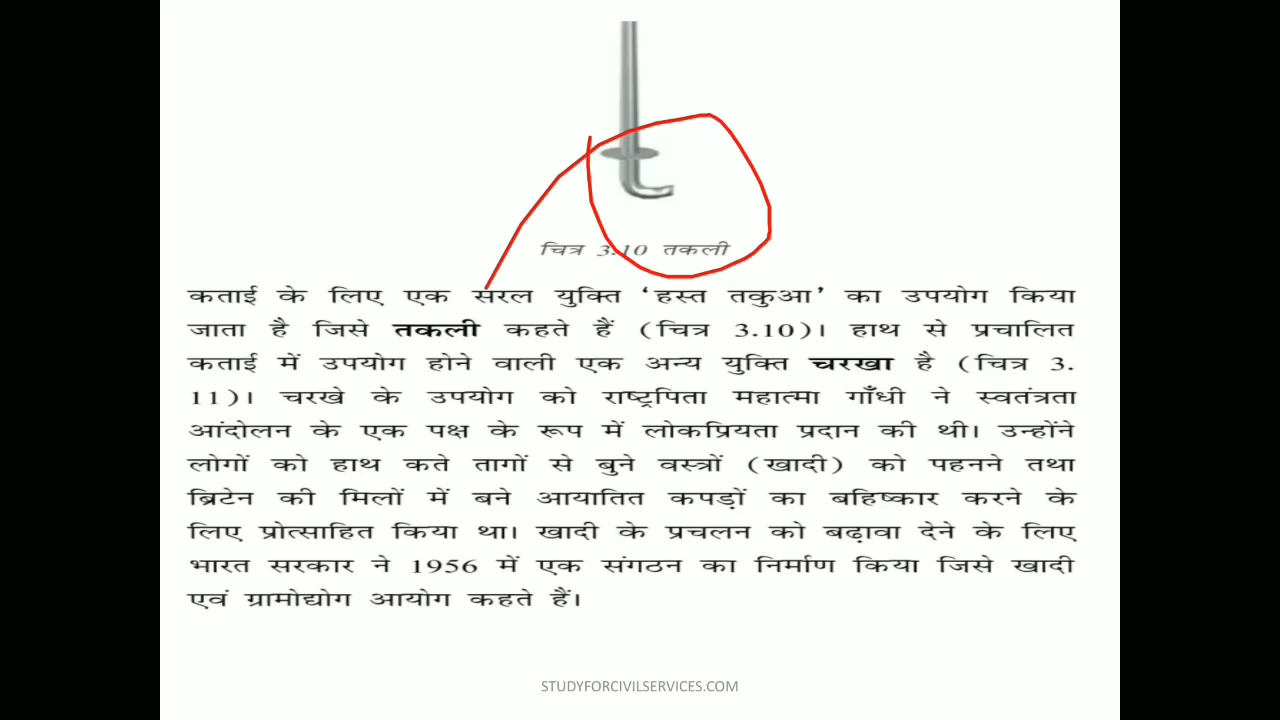 चित्र 3.10 तकली
कताई के लिए एक सरल युक्ति ‘हस्त तकुआ’ का उपयोग किया
जाता है जिसे तकली कहते हैं (चित्र 3.10)। हाथ से प्रचालित
कताई में उपयोग होने वाली एक अन्य युक्ति चरखा है (चित्र 3.
11)। चरखे के उपयोग को राष्ट्रपिता महात्मा गाँधी ने स्वतंत्रता
आंदोलन के एक पक्ष के रूप में लोकप्रियता प्रदान की थी। उन्होंने
लोगों को हाथ कते तागों से बुने वस्त्रों (खादी) को पहनने तथा
ब्रिटेन की मिलों में बने आयातित कपड़ों का बहिष्कार करने के
लिए प्रोत्साहित किया था। खादी के प्रचलन को बढ़ावा देने के लिए
भारत सरकार ने 1956 में एक संगठन का निर्माण किया जिसे खादी
एवं ग्रामोद्योग आयोग कहते हैं।
STUDYFORCIVILSERVICES.COM